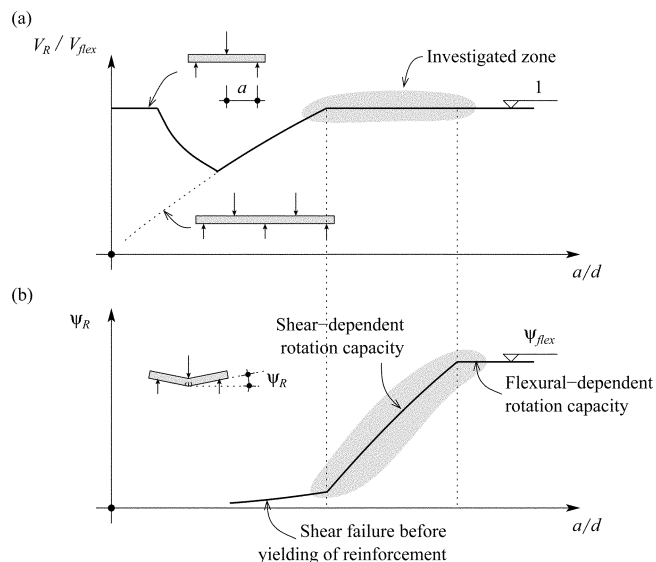 (a)
V_R / V_flex
a
Investigated zone
1
a/d
(b)
Ψ_R
Ψ_R
Shear–dependent
rotation capacity
Ψ_flex
Flexural–dependent
rotation capacity
Shear failure before
yielding of reinforcement
a/d